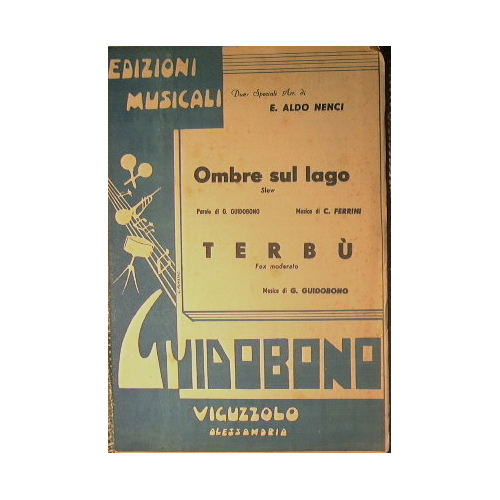 EDIZIONI
MUSICALI
Due Speciali Arr. di
E. ALDO NENCI
Ombre sul lago
Slow
Parole di G. GUIDOBONO Musica di C. FERRINI
TERBÙ
Fox moderato
Musica di G. GUIDOBONO
GUIDOBONO
VIGUZZOLO
ALESSANDRIA